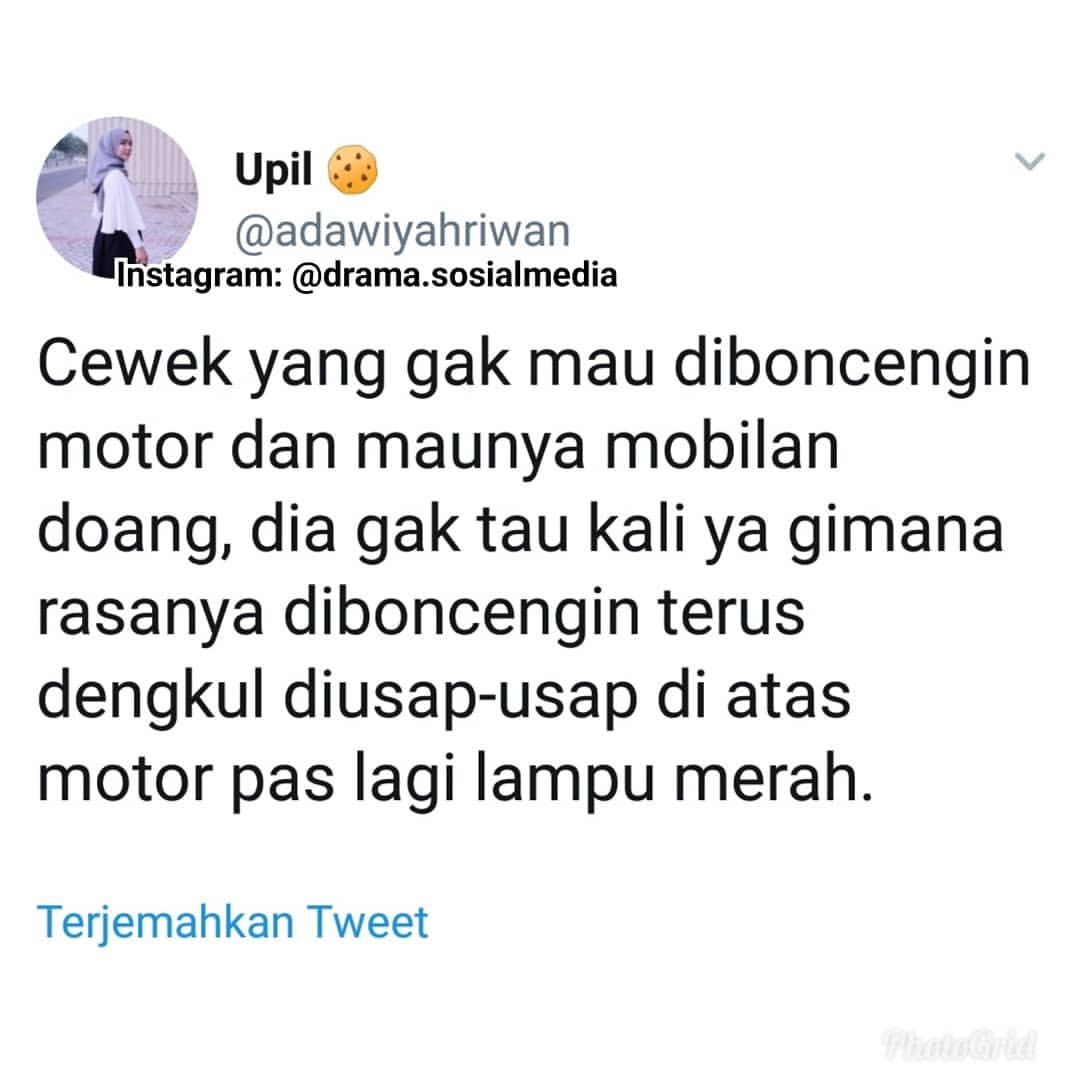 Upil
@adawiyahriwan
Instagram: @drama.sosialmedia
Cewek yang gak mau diboncengin
motor dan maunya mobilan
doang, dia gak tau kali ya gimana
rasanya diboncengin terus
dengkul diusap-usap di atas
motor pas lagi lampu merah.
Terjemahkan Tweet
PhotoGrid